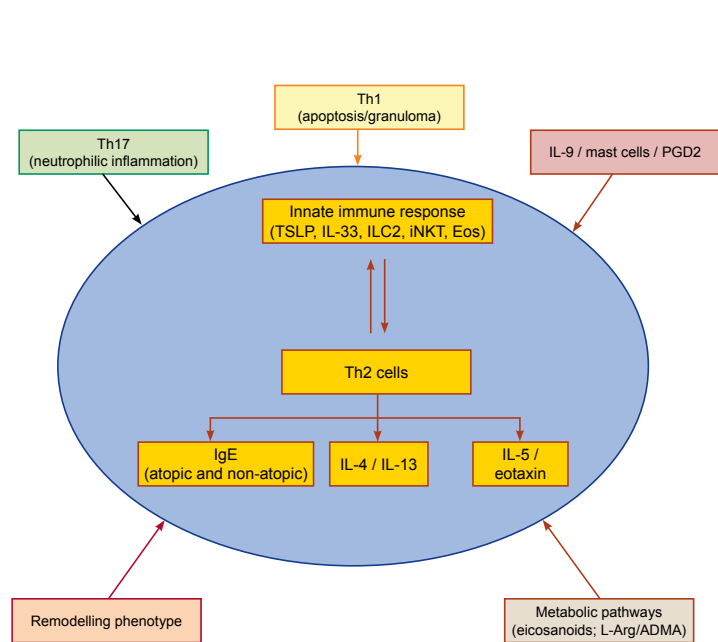 Th1
(apoptosis/granuloma)
Th17
(neutrophilic inflammation)
IL-9 / mast cells / PGD2
Innate immune response
(TSLP, IL-33, ILC2, iNKT, Eos)
Th2 cells
IgE
(atopic and non-atopic)
IL-4 / IL-13
IL-5 /
eotaxin
Remodelling phenotype
Metabolic pathways
(eicosanoids; L-Arg/ADMA)